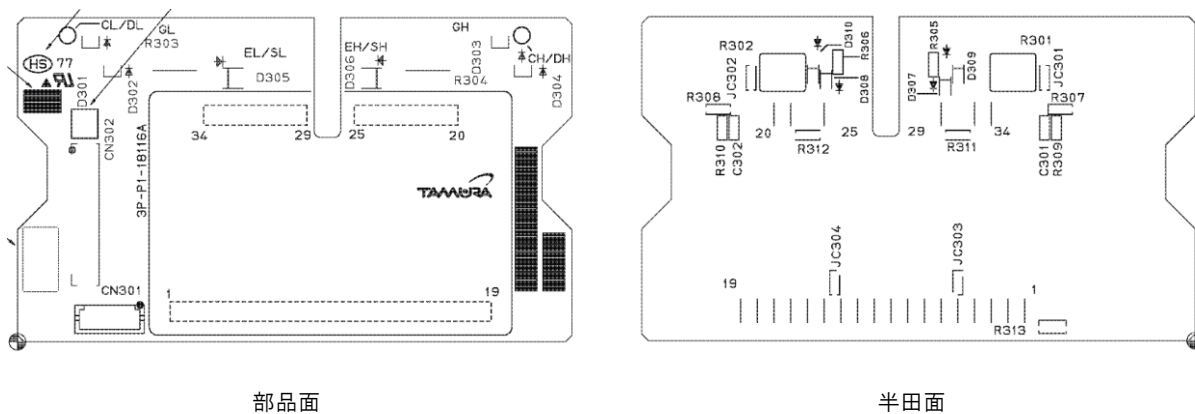 CL/DL
GL
R303
HS
77
D301
D302
CN302
3P-P1-18116A
EL/SL
D305
EH/SH
D306
GH
D303
R304
CH/DH
D304
34
29
25
20
TAMURA
CN301
1
19
部品面
R302
JC302
D310
R306
D308
R305
D309
D307
R301
JC301
R308
R307
20
25
29
34
R312
R311
R310
C302
C301
R309
JC304
JC303
19
1
R313
半田面